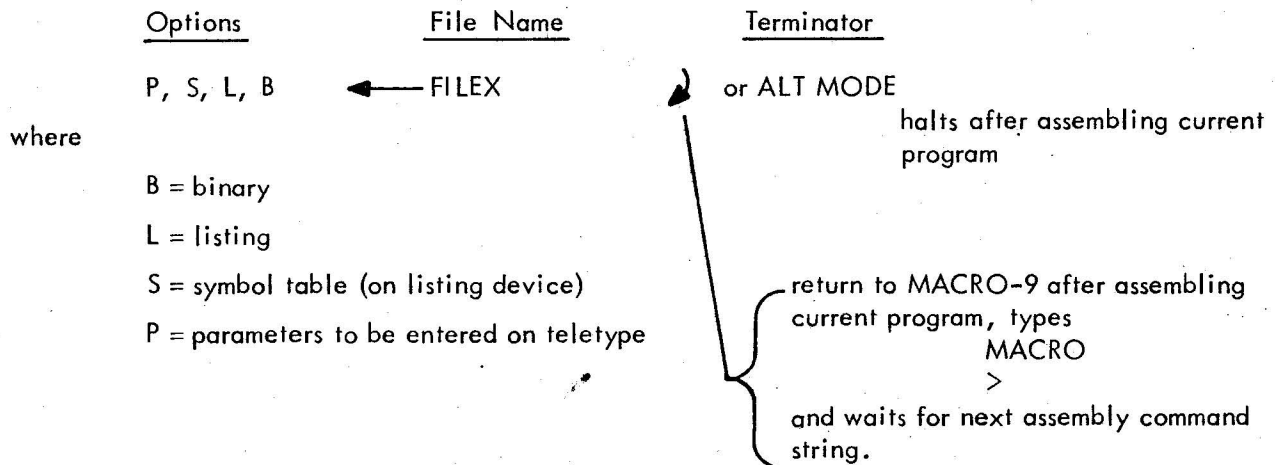 Options File Name Terminator
P, S, L, B ← FILEX ⤸ or ALT MODE
halts after assembling current
program
where
B = binary
L = listing
S = symbol table (on listing device)
P = parameters to be entered on teletype
return to MACRO-9 after assembling
current program, types
MACRO
>
and waits for next assembly command
string.